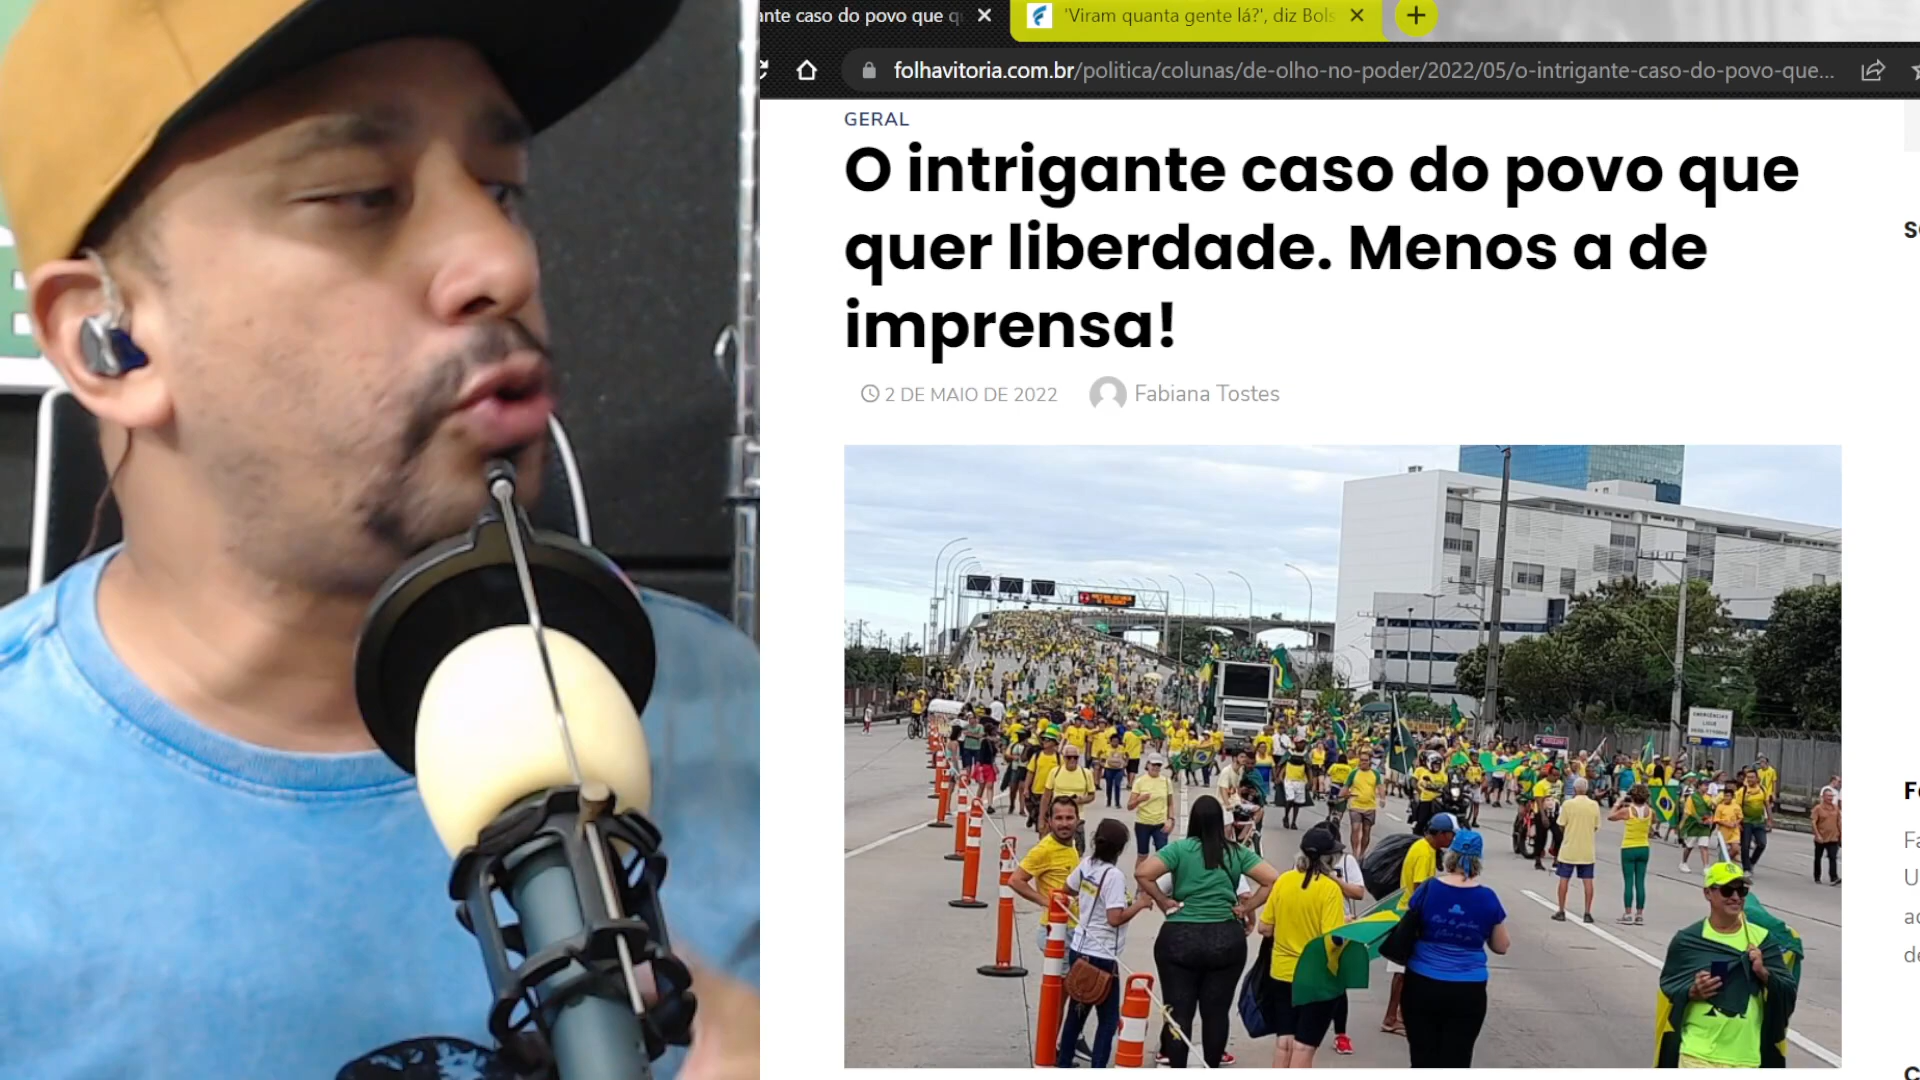 ante caso do povo que q
'Viram quanta gente lá?', diz Bols
folhavitoria.com.br/politica/colunas/de-olho-no-poder/2022/05/o-intrigante-caso-do-povo-que...
GERAL
O intrigante caso do povo que
quer liberdade. Menos a de
imprensa!
2 DE MAIO DE 2022
Fabiana Tostes